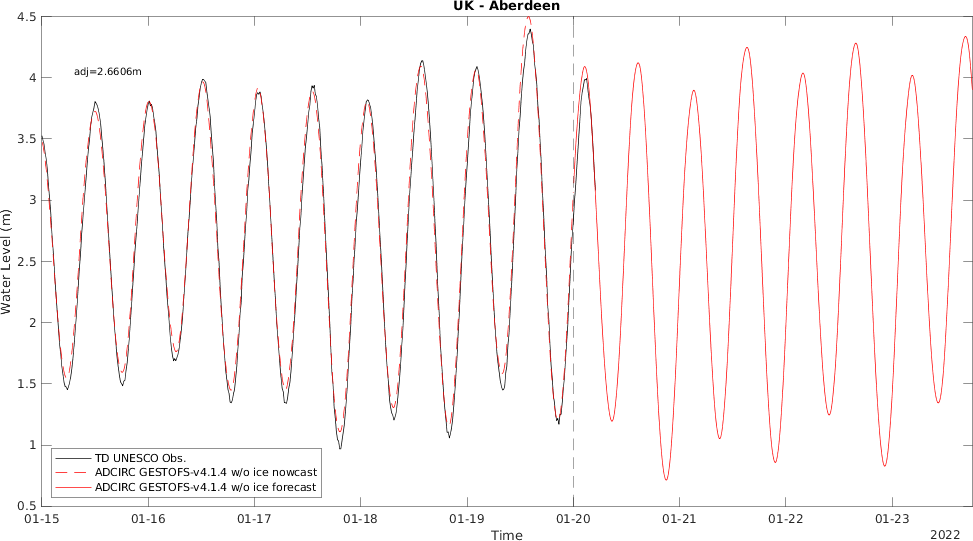 UK - Aberdeen
adj=2.6606m
Water Level (m)
4.5
4
3.5
3
2.5
2
1.5
1
0.5
TD UNESCO Obs.
ADCIRC GESTOFS-v4.1.4 w/o ice nowcast
ADCIRC GESTOFS-v4.1.4 w/o ice forecast
01-15 01-16 01-17 01-18 01-19 01-20 01-21 01-22 01-23
Time
2022